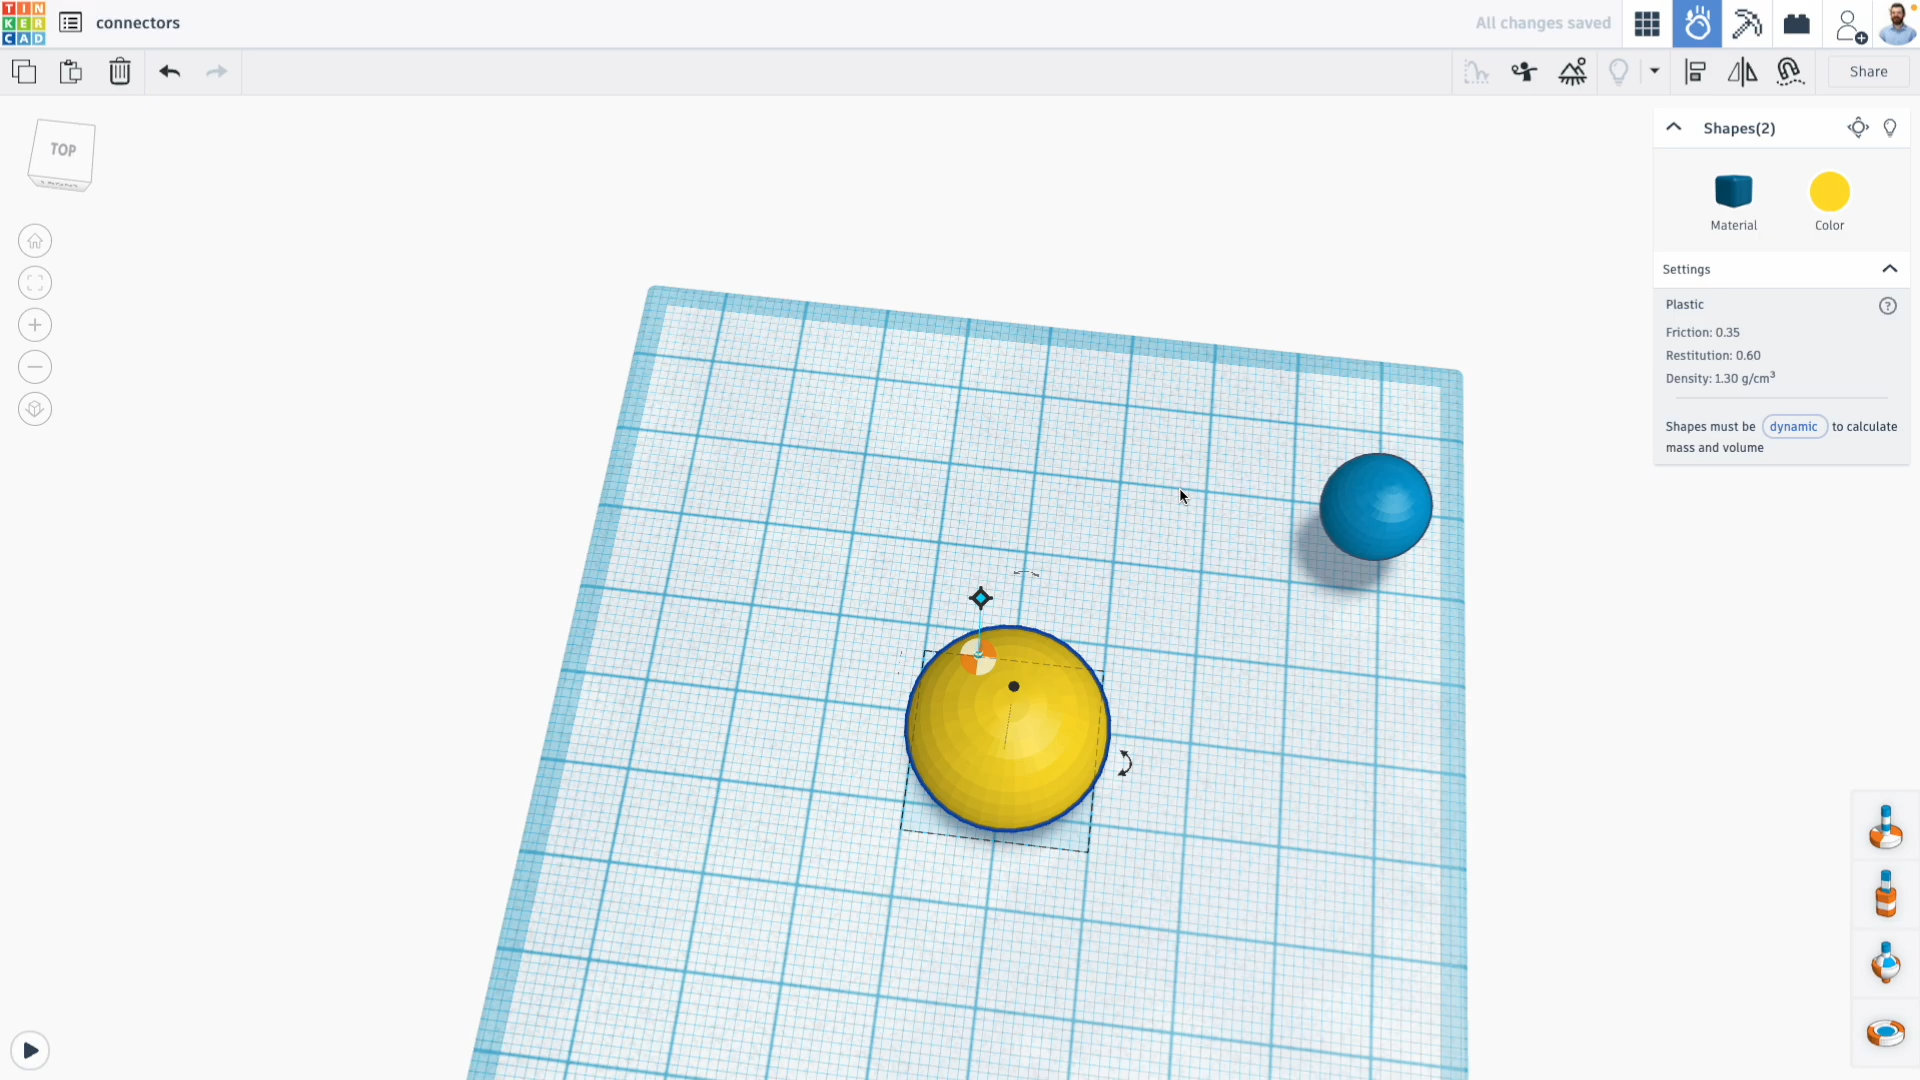 TIN
KER
CAD
connectors
All changes saved
Share
TOP
FRONT
Shapes(2)
Material
Color
Settings
Plastic
?
Friction: 0.35
Restitution: 0.60
Density: 1.30 g/cm³
Shapes must be dynamic to calculate
mass and volume